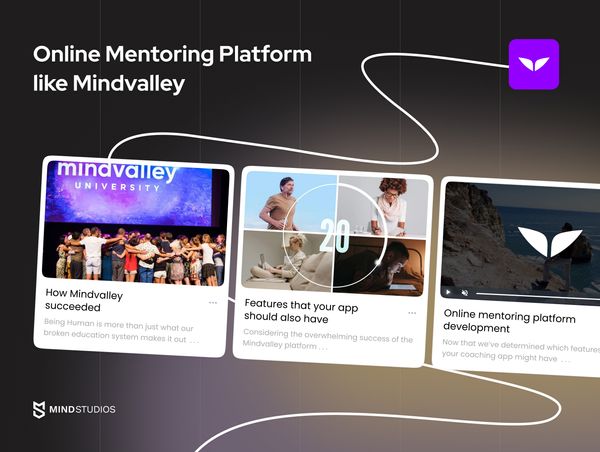 Online Mentoring Platform
like Mindvalley
mindvalley
UNIVERSITY
20
How Mindvalley
succeeded
...
Being Human is more than just what our
broken education system makes it out ...
Features that your app
should also have
...
Considering the overwhelming success of the
Mindvalley platform ...
Online mentoring platform
development
Now that we've determined which features
your coaching app might have ...
MINDSTUDIOS